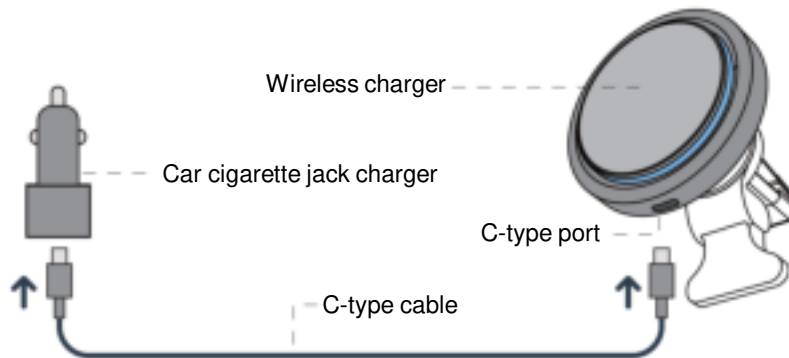 Wireless charger
Car cigarette jack charger
C-type port
C-type cable